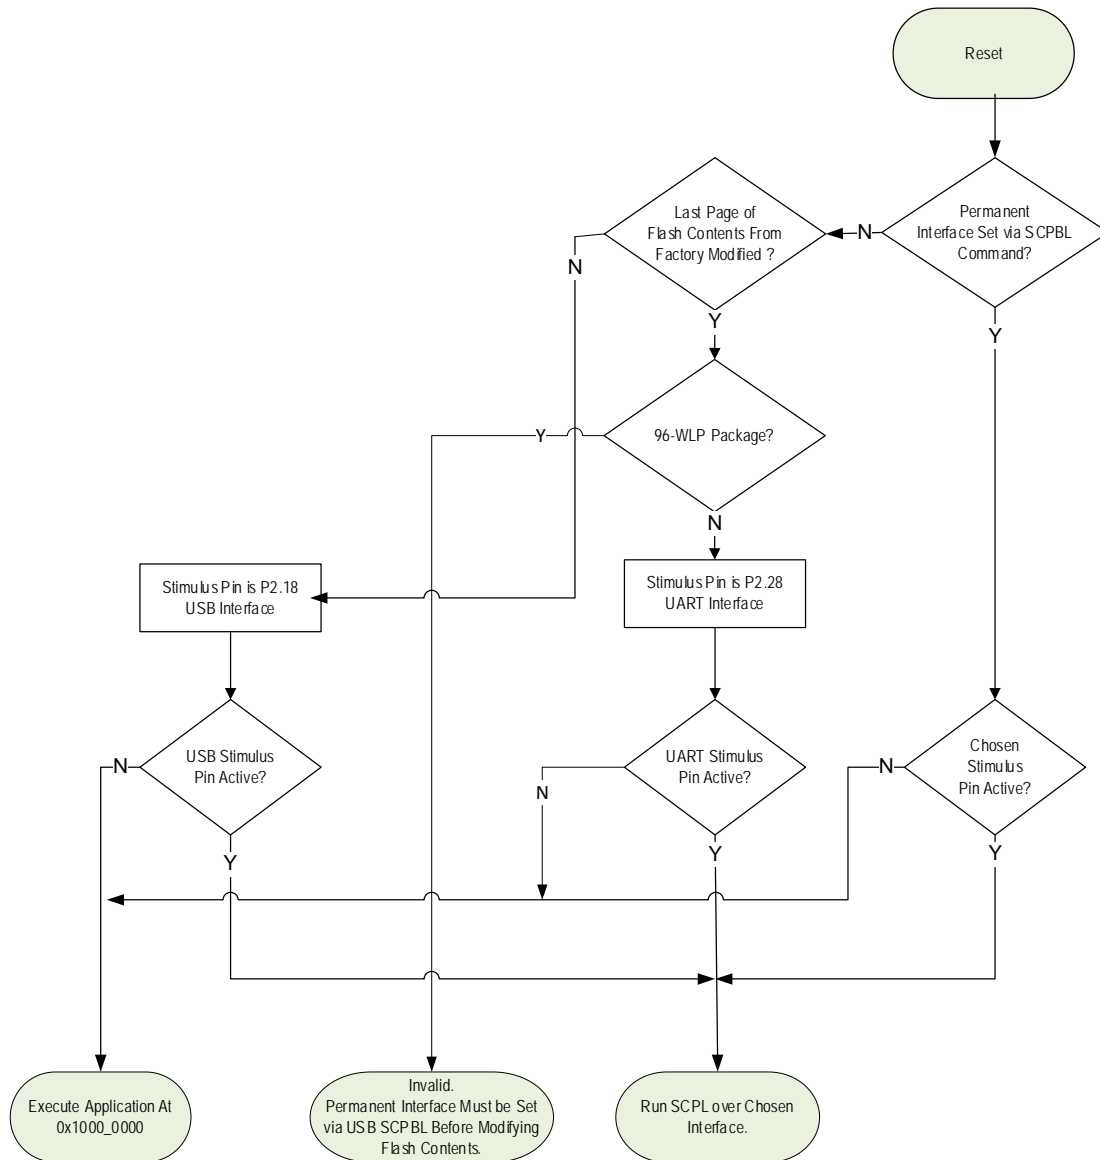 Reset
Permanent
Interface Set via SCPBL
Command?
N
Last Page of
Flash Contents From
Factory Modified ?
N
Y
Y
96-WLP Package?
Y
N
Stimulus Pin is P2.18
USB Interface
Stimulus Pin is P2.28
UART Interface
USB Stimulus
Pin Active?
N
Y
UART Stimulus
Pin Active?
N
Y
Chosen
Stimulus
Pin Active?
N
Y
Execute Application At
0x1000_0000
Invalid.
Permanent Interface Must be Set
via USB SCPBL Before Modifying
Flash Contents.
Run SCPL over Chosen
Interface.